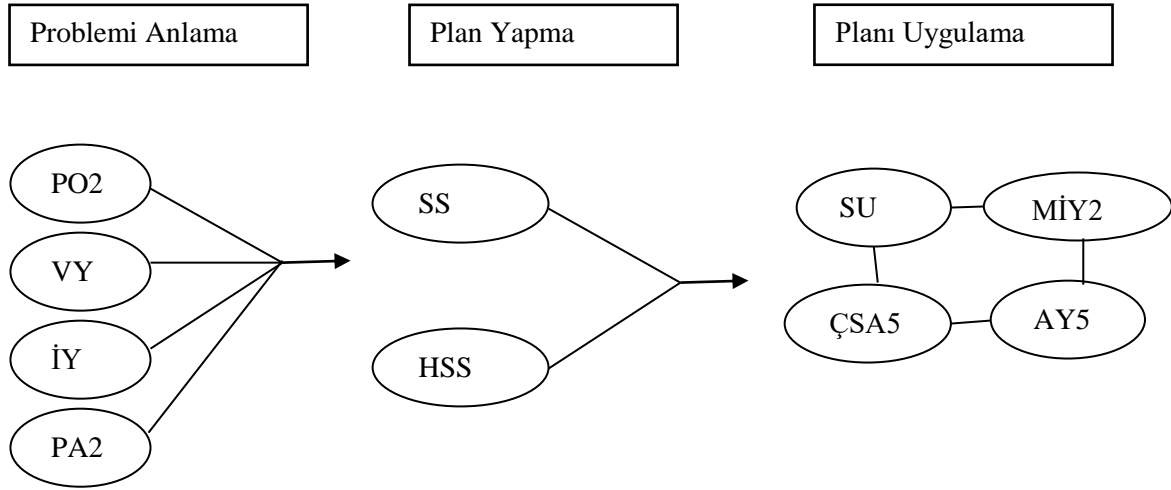 Problemi Anlama
Plan Yapma
Planı Uygulama
PO2
VY
İY
PA2
SS
HSS
SU
MİY2
ÇSA5
AY5